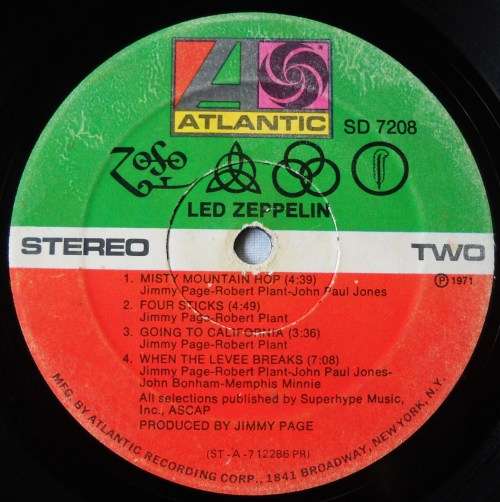 ATLANTIC
SD 7208
LED ZEPPELIN
STEREO
TWO
℗ 1971
1. MISTY MOUNTAIN HOP (4:39)
Jimmy Page-Robert Plant-John Paul Jones
2. FOUR STICKS (4:49)
Jimmy Page-Robert Plant
3. GOING TO CALIFORNIA (3:36)
Jimmy Page-Robert Plant
4. WHEN THE LEVEE BREAKS (7:08)
Jimmy Page-Robert Plant-John Paul Jones-
John Bonham-Memphis Minnie
All selections published by Superhype Music,
Inc., ASCAP
PRODUCED BY JIMMY PAGE
(ST-A-712286 PR)
MFG. BY ATLANTIC RECORDING CORP., 1841 BROADWAY, NEW YORK, N.Y.